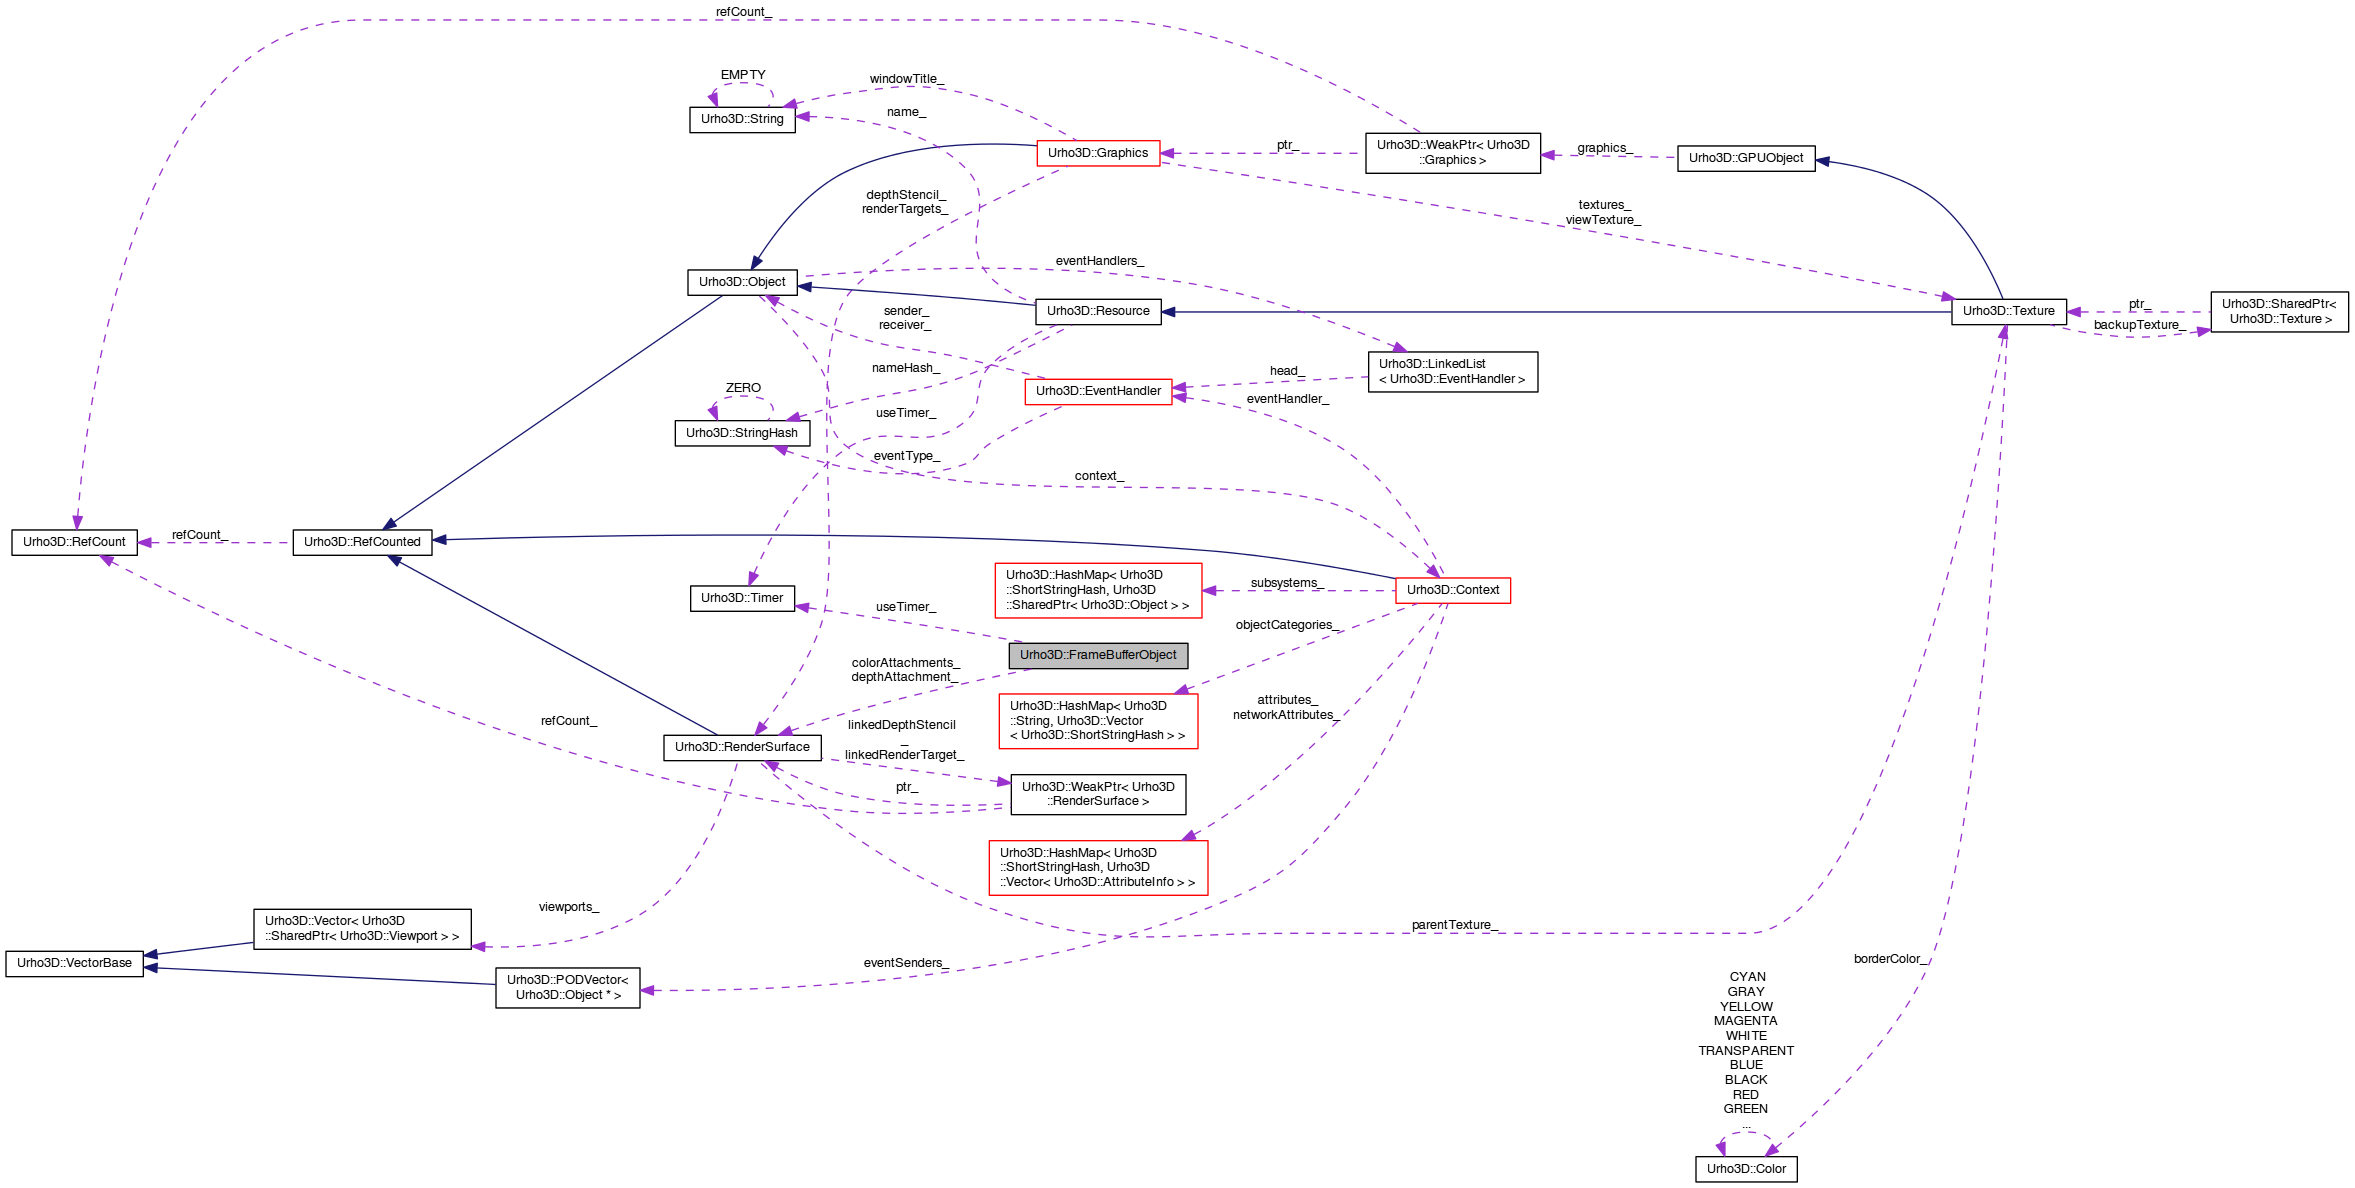 refCount_
EMPTY
windowTitle_
Urho3D::String
name_
Urho3D::Graphics
ptr_
Urho3D::WeakPtr< Urho3D
::Graphics >
graphics_
Urho3D::GPUObject
depthStencil_
renderTargets_
textures_
viewTexture_
Urho3D::Object
eventHandlers_
Urho3D::Resource
Urho3D::Texture
ptr_
backupTexture_
Urho3D::SharedPtr<
Urho3D::Texture >
sender_
receiver_
nameHash_
ZERO
Urho3D::StringHash
useTimer_
eventType_
Urho3D::EventHandler
head_
Urho3D::LinkedList
< Urho3D::EventHandler >
eventHandler_
context_
Urho3D::RefCount
refCount_
Urho3D::RefCounted
Urho3D::Timer
useTimer_
Urho3D::HashMap< Urho3D
::ShortStringHash, Urho3D
::SharedPtr< Urho3D::Object > >
subsystems_
Urho3D::Context
objectCategories_
Urho3D::FrameBufferObject
colorAttachments_
depthAttachment_
Urho3D::HashMap< Urho3D
::String, Urho3D::Vector
< Urho3D::ShortStringHash > >
attributes_
networkAttributes_
refCount_
Urho3D::RenderSurface
linkedDepthStencil
_
linkedRenderTarget_
ptr_
Urho3D::WeakPtr< Urho3D
::RenderSurface >
Urho3D::HashMap< Urho3D
::ShortStringHash, Urho3D
::Vector< Urho3D::AttributeInfo > >
viewports_
parentTexture_
Urho3D::Vector< Urho3D
::SharedPtr< Urho3D::Viewport > >
Urho3D::VectorBase
Urho3D::PODVector<
Urho3D::Object * >
eventSenders_
borderColor_
CYAN
GRAY
YELLOW
MAGENTA
WHITE
TRANSPARENT
BLUE
BLACK
RED
GREEN
...
Urho3D::Color